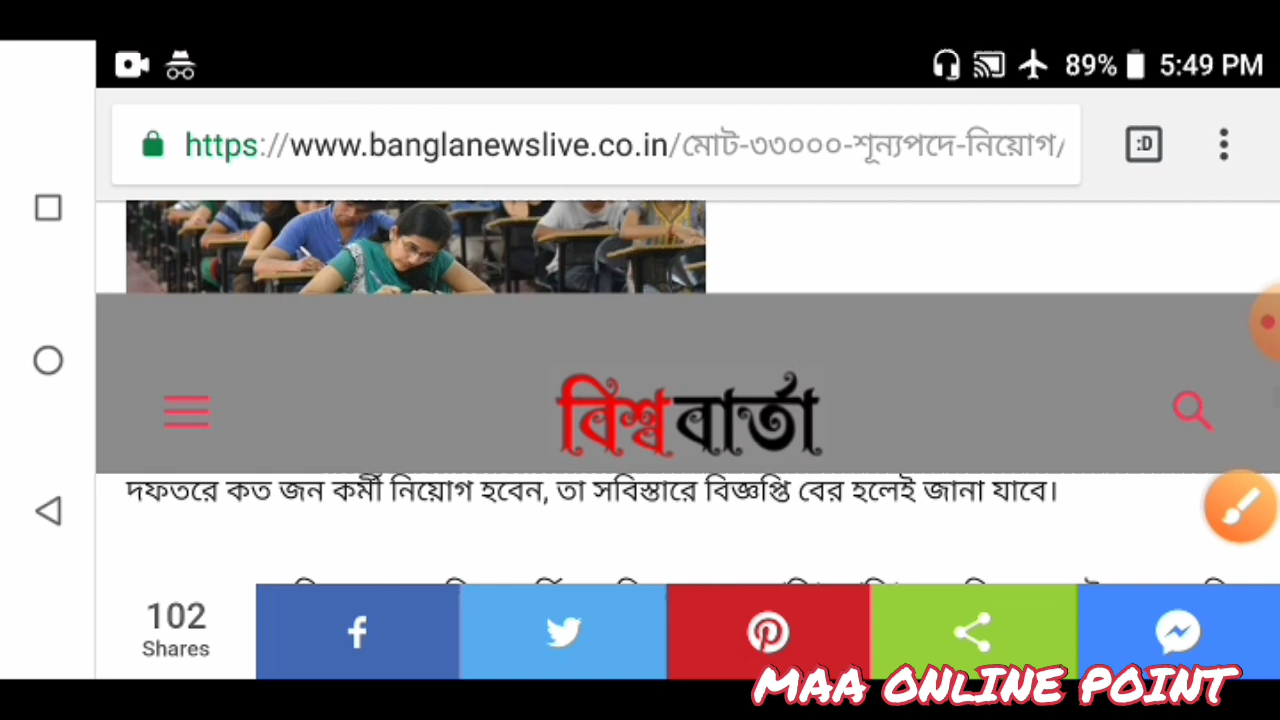 89% 5:49 PM
https://www.banglanewslive.co.in/মোট-৩৩০০০-শূন্যপদে-নিয়োগ/
:D
বিশ্ববার্তা
দফতরে কত জন কর্মী নিয়োগ হবেন, তা সবিস্তারে বিজ্ঞপ্তি বের হলেই জানা যাবে।
102
Shares
MAA ONLINE POINT